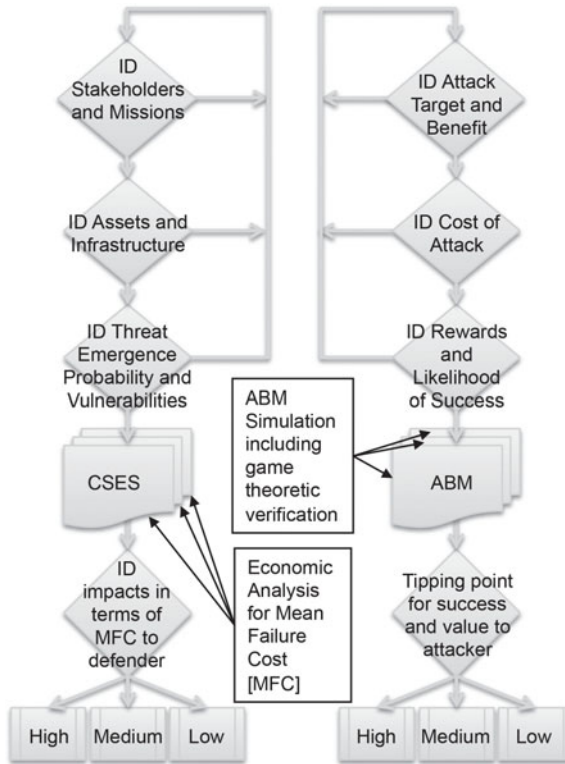 ID
Stakeholders
and Missions
ID Assets and
Infrastructure
ID Threat
Emergence
Probability and
Vulnerabilities
CSES
ID
impacts in
terms of
MFC to
defender
High
Medium
Low
ABM
Simulation
including
game
theoretic
verification
Economic
Analysis
for Mean
Failure
Cost
[MFC]
ID Attack
Target and
Benefit
ID Cost of
Attack
ID Rewards
and
Likelihood
of Success
ABM
Tipping point
for success
and value to
attacker
High
Medium
Low